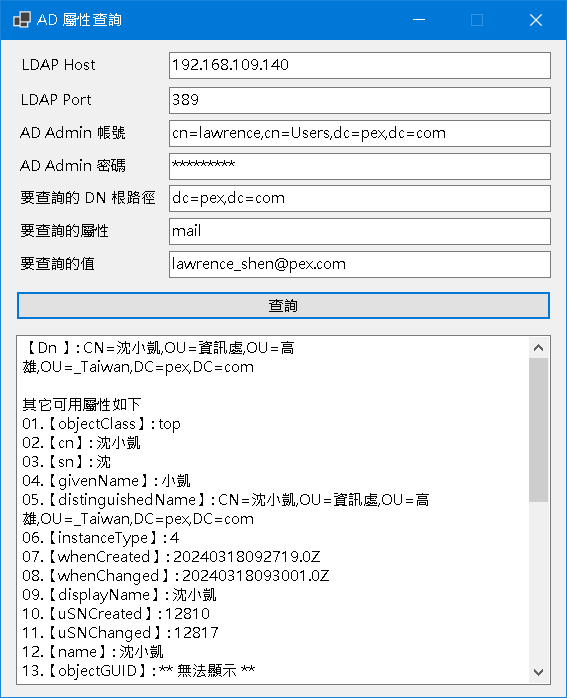 AD 屬性查詢
LDAP Host 192.168.109.140
LDAP Port 389
AD Admin 帳號 cn=lawrence,cn=Users,dc=pex,dc=com
AD Admin 密碼 *********
要查詢的 DN 根路徑 dc=pex,dc=com
要查詢的屬性 mail
要查詢的值 lawrence_shen@pex.com
查詢
【Dn 】: CN=沈小凱,OU=資訊處,OU=高
雄,OU=_Taiwan,DC=pex,DC=com
其它可用屬性如下
01.【objectClass】: top
02.【cn】: 沈小凱
03.【sn】: 沈
04.【givenName】: 小凱
05.【distinguishedName】: CN=沈小凱,OU=資訊處,OU=高
雄,OU=_Taiwan,DC=pex,DC=com
06.【instanceType】: 4
07.【whenCreated】: 20240318092719.0Z
08.【whenChanged】: 20240318093001.0Z
09.【displayName】: 沈小凱
10.【uSNCreated】: 12810
11.【uSNChanged】: 12817
12.【name】: 沈小凱
13.【objectGUID】: ** 無法顯示 **